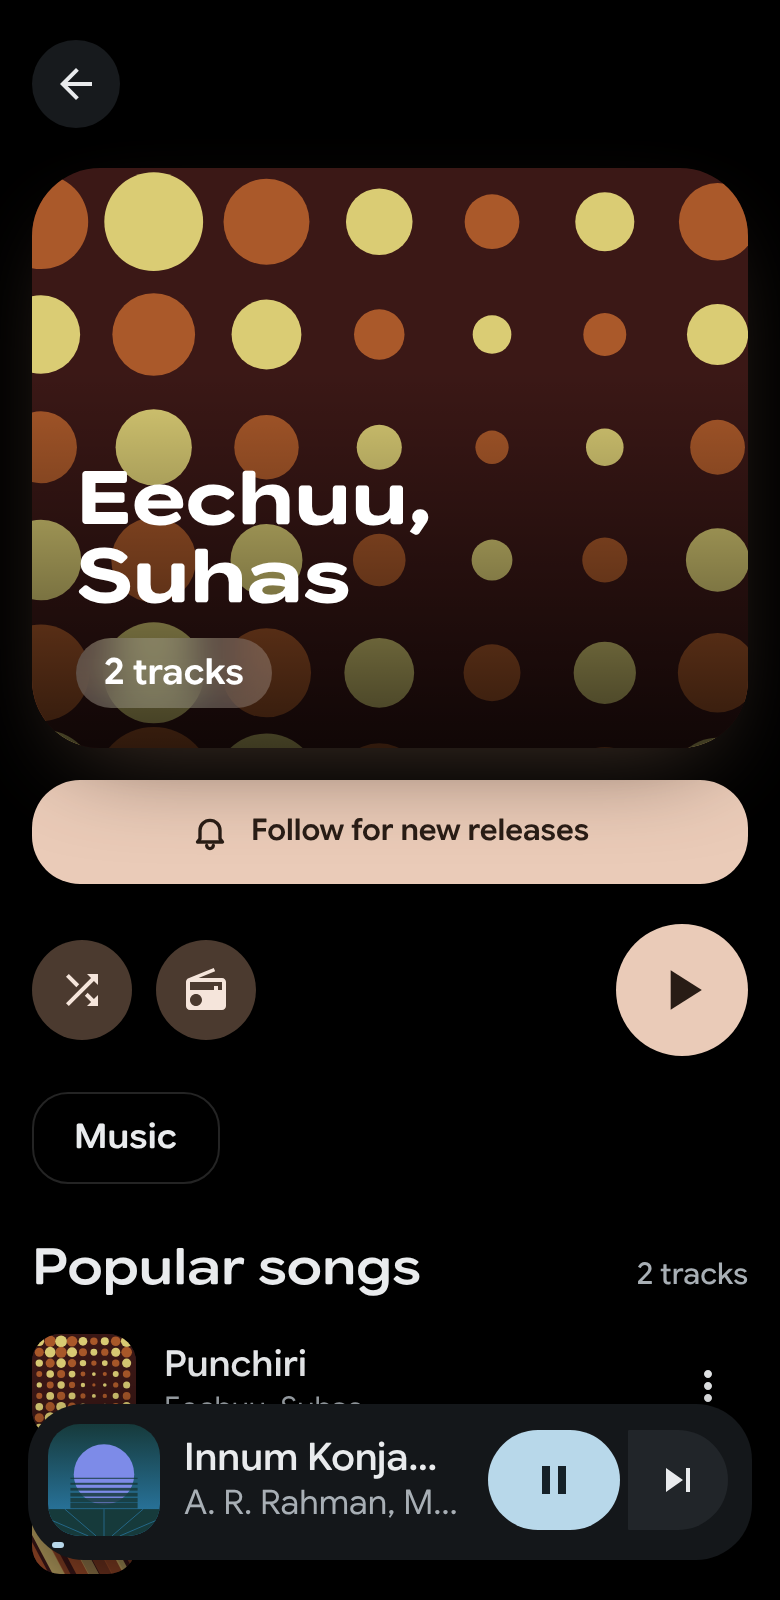 Eechuu,
Suhas
2 tracks
Follow for new releases
Music
Popular songs
2 tracks
Punchiri
Innum Konja...
A. R. Rahman, M...